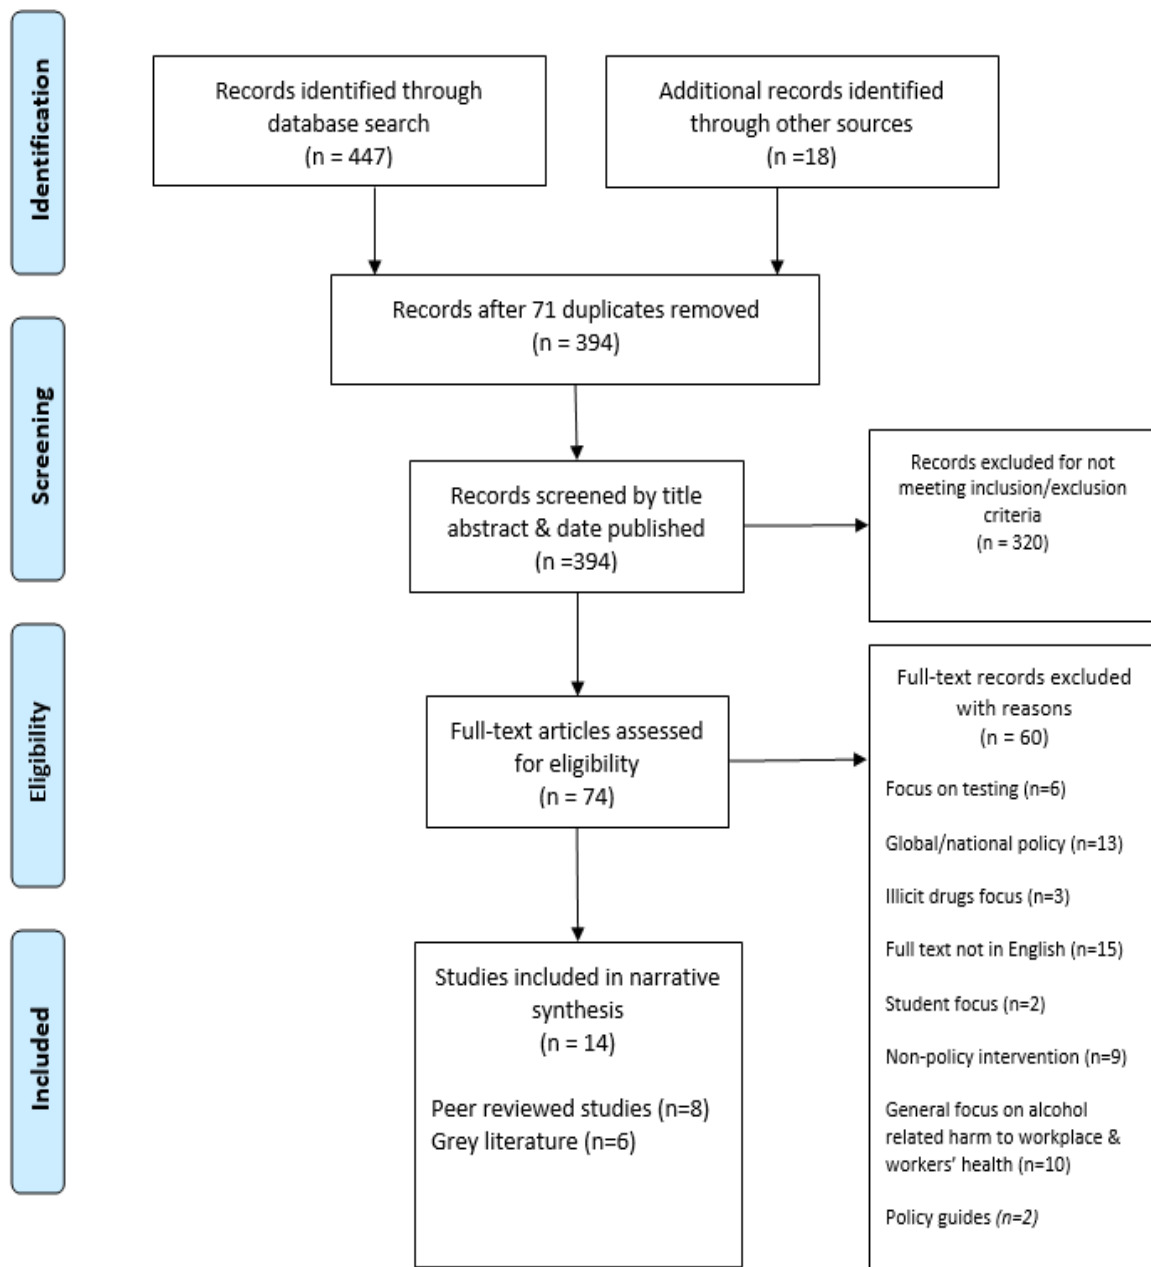 Identification
Records identified through
database search
(n = 447)
Additional records identified
through other sources
(n =18)
Records after 71 duplicates removed
(n = 394)
Screening
Records screened by title
abstract & date published
(n =394)
Records excluded for not
meeting inclusion/exclusion
criteria
(n = 320)
Eligibility
Full-text articles assessed
for eligibility
(n = 74)
Full-text records excluded
with reasons
(n = 60)
Focus on testing (n=6)
Global/national policy (n=13)
Illicit drugs focus (n=3)
Full text not in English (n=15)
Student focus (n=2)
Non-policy intervention (n=9)
General focus on alcohol
related harm to workplace &
workers’ health (n=10)
Policy guides (n=2)
Included
Studies included in narrative
synthesis
(n = 14)
Peer reviewed studies (n=8)
Grey literature (n=6)